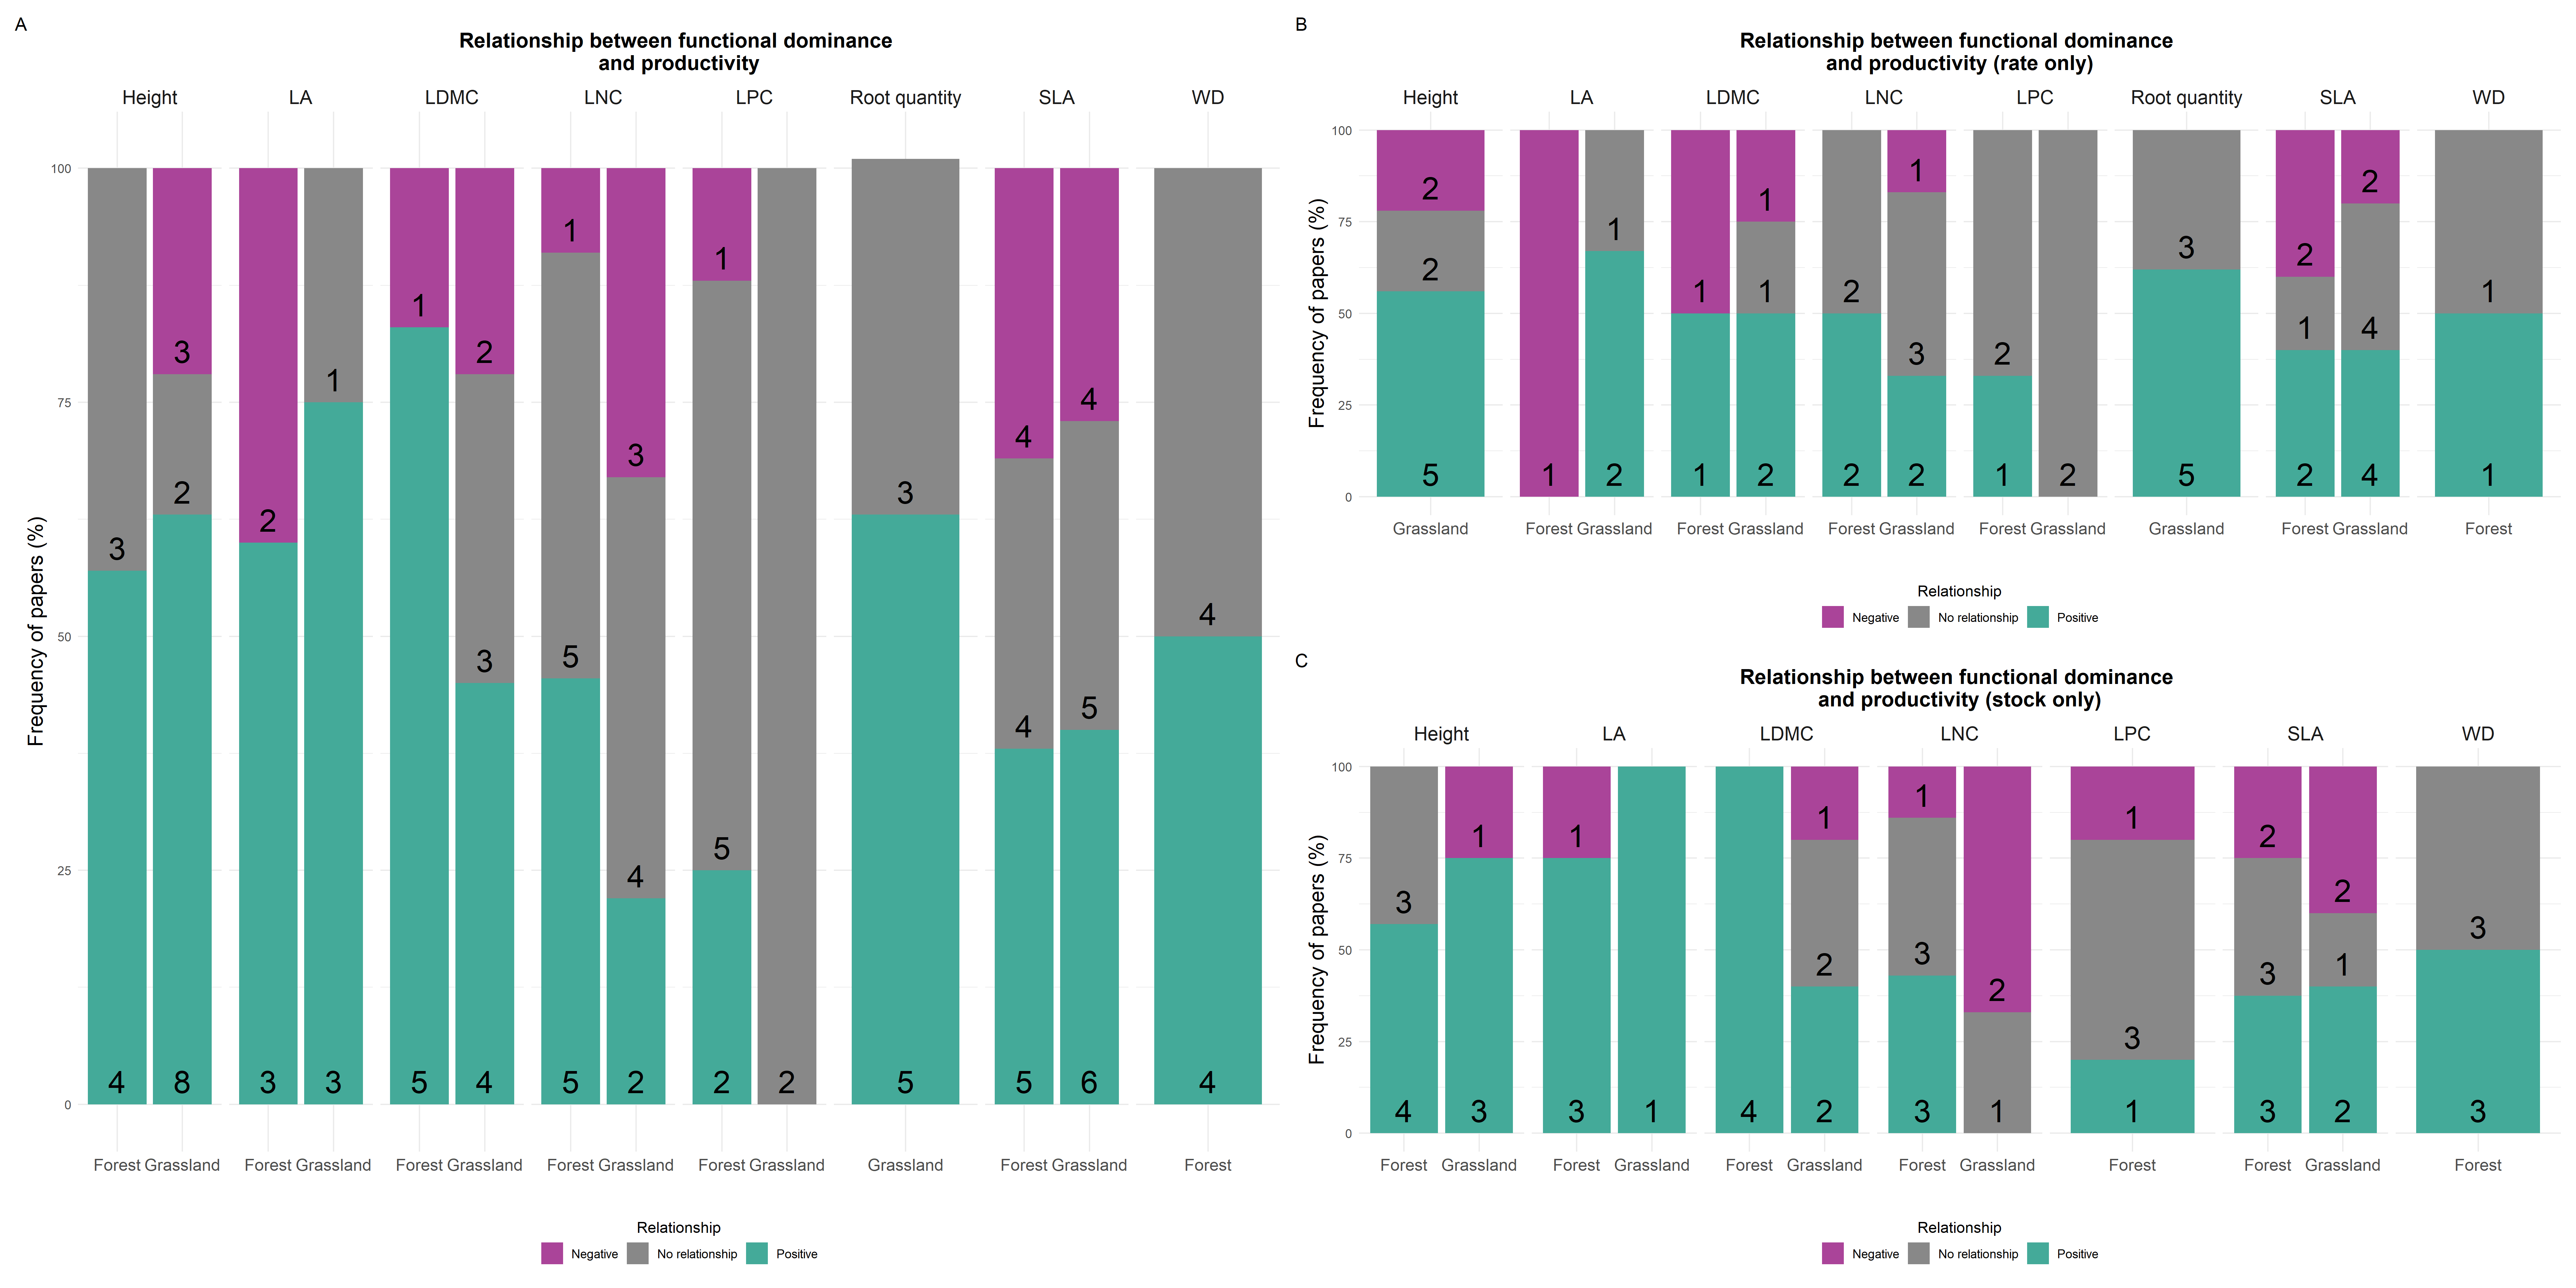 A
Relationship between functional dominance
and productivity
Height LA LDMC LNC LPC Root quantity SLA WD
Frequency of papers (%)
100
75
50
25
0
3 4
3 2 8
2 3
1 3
1 5
2 3 4
1 5 5
3 4 2
1 5 2
2
3 5
4 4 5
4 5 6
4 4
Forest Grassland Forest Grassland Forest Grassland Forest Grassland Forest Grassland Grassland Forest Grassland Forest
Relationship
Negative No relationship Positive
B
Relationship between functional dominance
and productivity (rate only)
Height LA LDMC LNC LPC Root quantity SLA WD
Frequency of papers (%)
100
75
50
25
0
2 2 5
1
1 2
1 1
1 1 2
2 2
1 3 2
2 1
2
3 5
2 1 2
2 4 4
1 1
Grassland Forest Grassland Forest Grassland Forest Grassland Forest Grassland Grassland Forest Grassland Forest
Relationship
Negative No relationship Positive
C
Relationship between functional dominance
and productivity (stock only)
Height LA LDMC LNC LPC SLA WD
Frequency of papers (%)
100
75
50
25
0
3 4
1 3
1 3
1
4
1 2 2
1 3 3
2 1
1 3 1
2 3 3
2 1 2
3 3
Forest Grassland Forest Grassland Forest Grassland Forest Grassland Forest Forest Grassland Forest
Relationship
Negative No relationship Positive